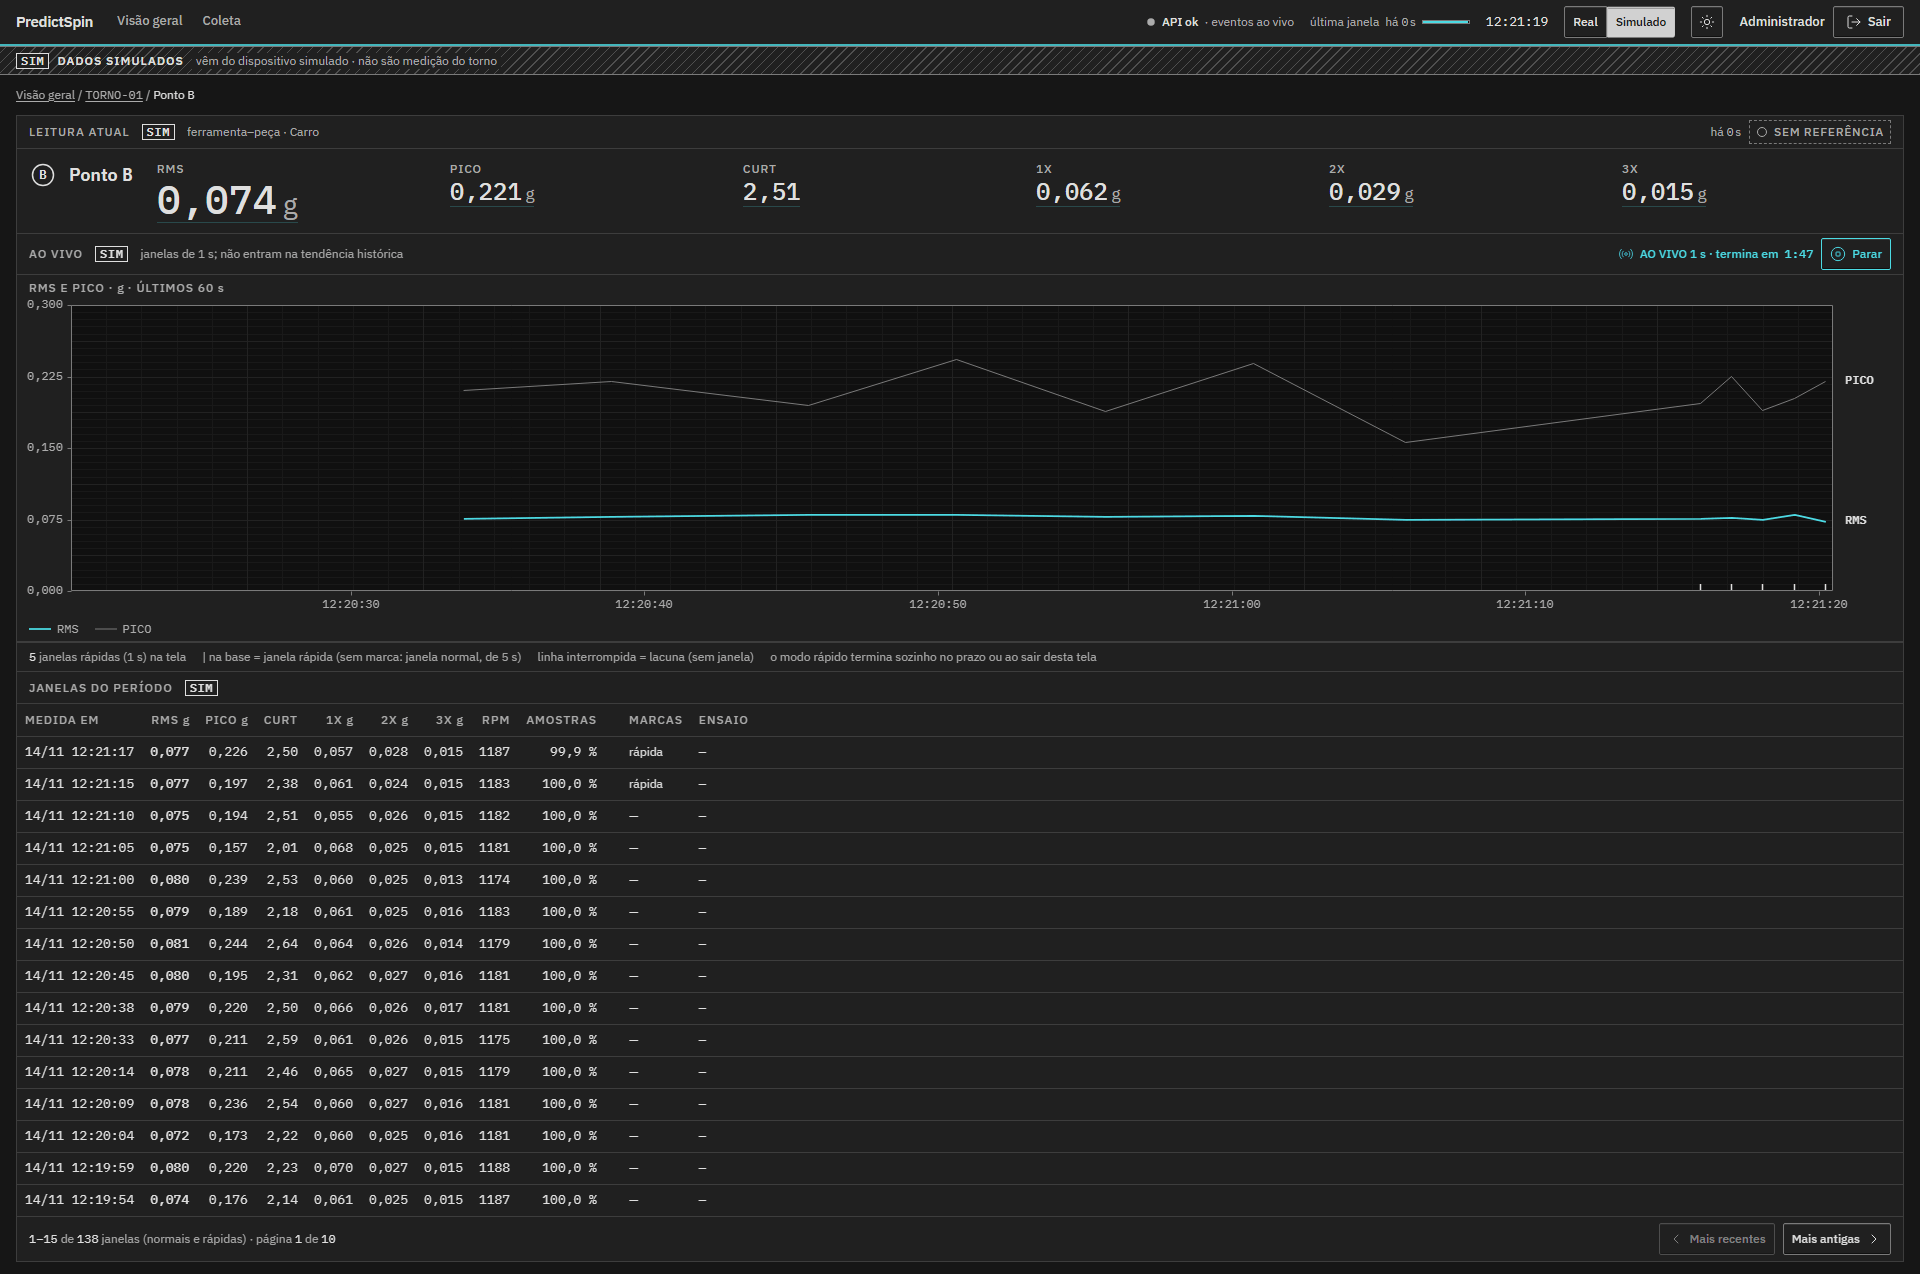 PredictSpin Visão geral Coleta API ok · eventos ao vivo última janela há 0 s 12:21:19 Real Simulado Administrador Sair
SIM DADOS SIMULADOS vêm do dispositivo simulado · não são medição do torno
Visão geral / TORNO-01 / Ponto B
LEITURA ATUAL SIM ferramenta–peça · Carro há 0 s SEM REFERÊNCIA
B Ponto B
RMS PICO CURT 1X 2X 3X
0,074 g 0,221 g 2,51 0,062 g 0,029 g 0,015 g
AO VIVO SIM janelas de 1 s; não entram na tendência histórica AO VIVO 1 s · termina em 1:47 Parar
RMS E PICO · g · ÚLTIMOS 60 s
0,300
0,225
PICO
0,150
0,075
RMS
0,000
12:20:30 12:20:40 12:20:50 12:21:00 12:21:10 12:21:20
RMS PICO
5 janelas rápidas (1 s) na tela | na base = janela rápida (sem marca: janela normal, de 5 s) linha interrompida = lacuna (sem janela) o modo rápido termina sozinho no prazo ou ao sair desta tela
JANELAS DO PERÍODO SIM
MEDIDA EM RMS g PICO g CURT 1X g 2X g 3X g RPM AMOSTRAS MARCAS ENSAIO
14/11 12:21:17 0,077 0,226 2,50 0,057 0,028 0,015 1187 99,9 % rápida —
14/11 12:21:15 0,077 0,197 2,38 0,061 0,024 0,015 1183 100,0 % rápida —
14/11 12:21:10 0,075 0,194 2,51 0,055 0,026 0,015 1182 100,0 % — —
14/11 12:21:05 0,075 0,157 2,01 0,068 0,025 0,015 1181 100,0 % — —
14/11 12:21:00 0,080 0,239 2,53 0,060 0,025 0,013 1174 100,0 % — —
14/11 12:20:55 0,079 0,189 2,18 0,061 0,025 0,016 1183 100,0 % — —
14/11 12:20:50 0,081 0,244 2,64 0,064 0,026 0,014 1179 100,0 % — —
14/11 12:20:45 0,080 0,195 2,31 0,062 0,027 0,016 1181 100,0 % — —
14/11 12:20:38 0,079 0,220 2,50 0,066 0,026 0,017 1181 100,0 % — —
14/11 12:20:33 0,077 0,211 2,59 0,061 0,026 0,015 1175 100,0 % — —
14/11 12:20:14 0,078 0,211 2,46 0,065 0,027 0,015 1179 100,0 % — —
14/11 12:20:09 0,078 0,236 2,54 0,060 0,027 0,016 1181 100,0 % — —
14/11 12:20:04 0,072 0,173 2,22 0,060 0,025 0,016 1181 100,0 % — —
14/11 12:19:59 0,080 0,220 2,23 0,070 0,027 0,015 1188 100,0 % — —
14/11 12:19:54 0,074 0,176 2,14 0,061 0,025 0,015 1187 100,0 % — —
1–15 de 138 janelas (normais e rápidas) · página 1 de 10 Mais recentes Mais antigas